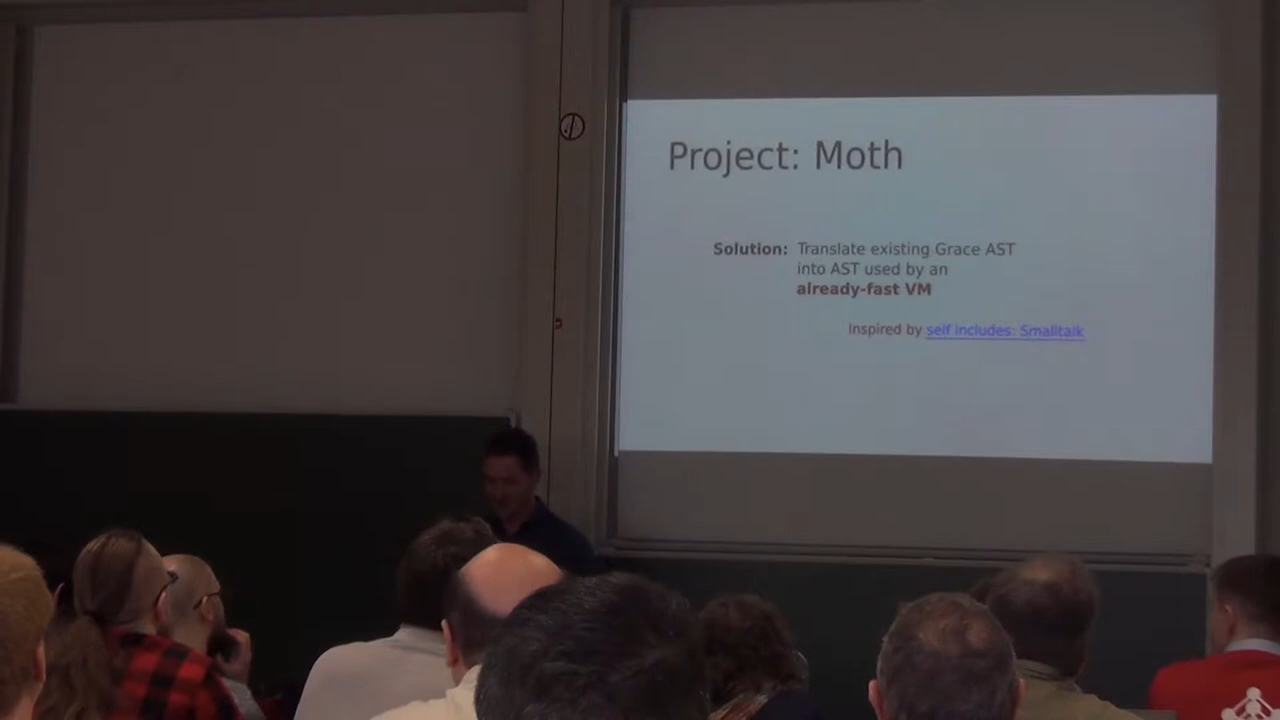 Project: Moth
Solution: Translate existing Grace AST
into AST used by an
already-fast VM
Inspired by self includes: Smalltalk